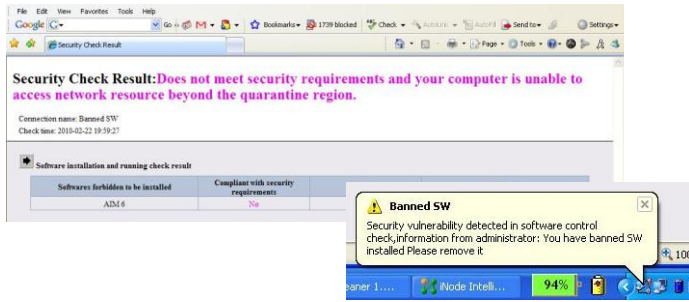 File Edit View Favorites Tools Help
Google G Go M Bookmarks 1739 blocked Check AutoLink AutoFill Send to Settings
Security Check Result Page Tools
Security Check Result:Does not meet security requirements and your computer is unable to
access network resource beyond the quarantine region.
Connection name: Banned SW
Check time: 2010-02-22 19:59:27
Software installation and running check result
Softwares forbidden to be installed Compliant with security
requirements
AIM 6 No
Banned SW
Security vulnerability detected in software control
check,information from administrator: You have banned SW
installed Please remove it
100
eaner 1.... iNode Intelli... 94%